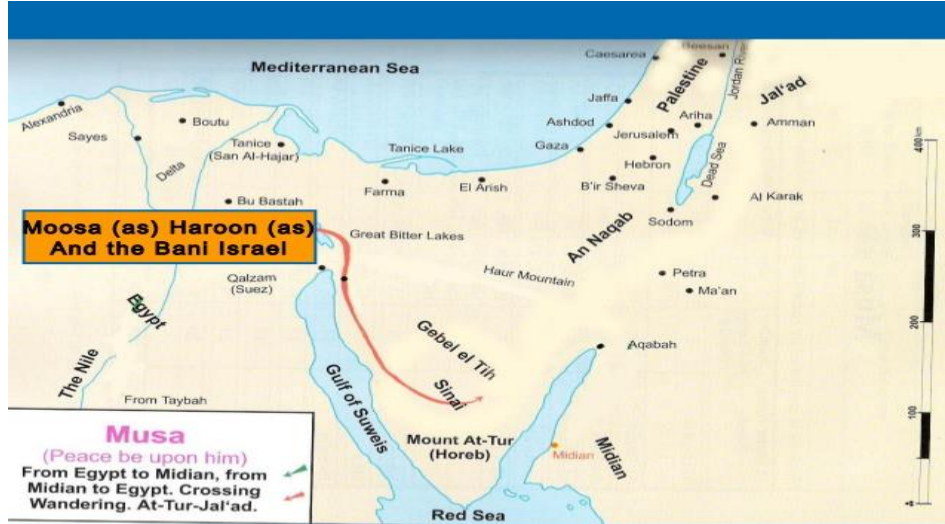 Beesan
Caesarea
Mediterranean Sea
Jordan River
Palestine
Jal'ad
Jaffa
Alexandria
Boutu
Ashdod
Ariha
Amman
Sayes
Jerusalem
400 km
Tanice
(San Al-Hajar)
Tanice Lake
Gaza
Hebron
Dead Sea
Delta
Farma
El Arish
B'ir Sheva
Al Karak
Bu Bastah
Sodom
Moosa (as) Haroon (as)
And the Bani Israel
Great Bitter Lakes
An Naqab
300
Qalzam
(Suez)
Haur Mountain
Petra
Ma'an
Egypt
200
Gebel el Tih
Aqabah
The Nile
Gulf of Suweis
Sinai
From Taybah
100
Musa
(Peace be upon him)
From Egypt to Midian, from
Midian to Egypt. Crossing
Wandering. At-Tur-Jal'ad.
Mount At-Tur
(Horeb)
Midian
Midian
Red Sea